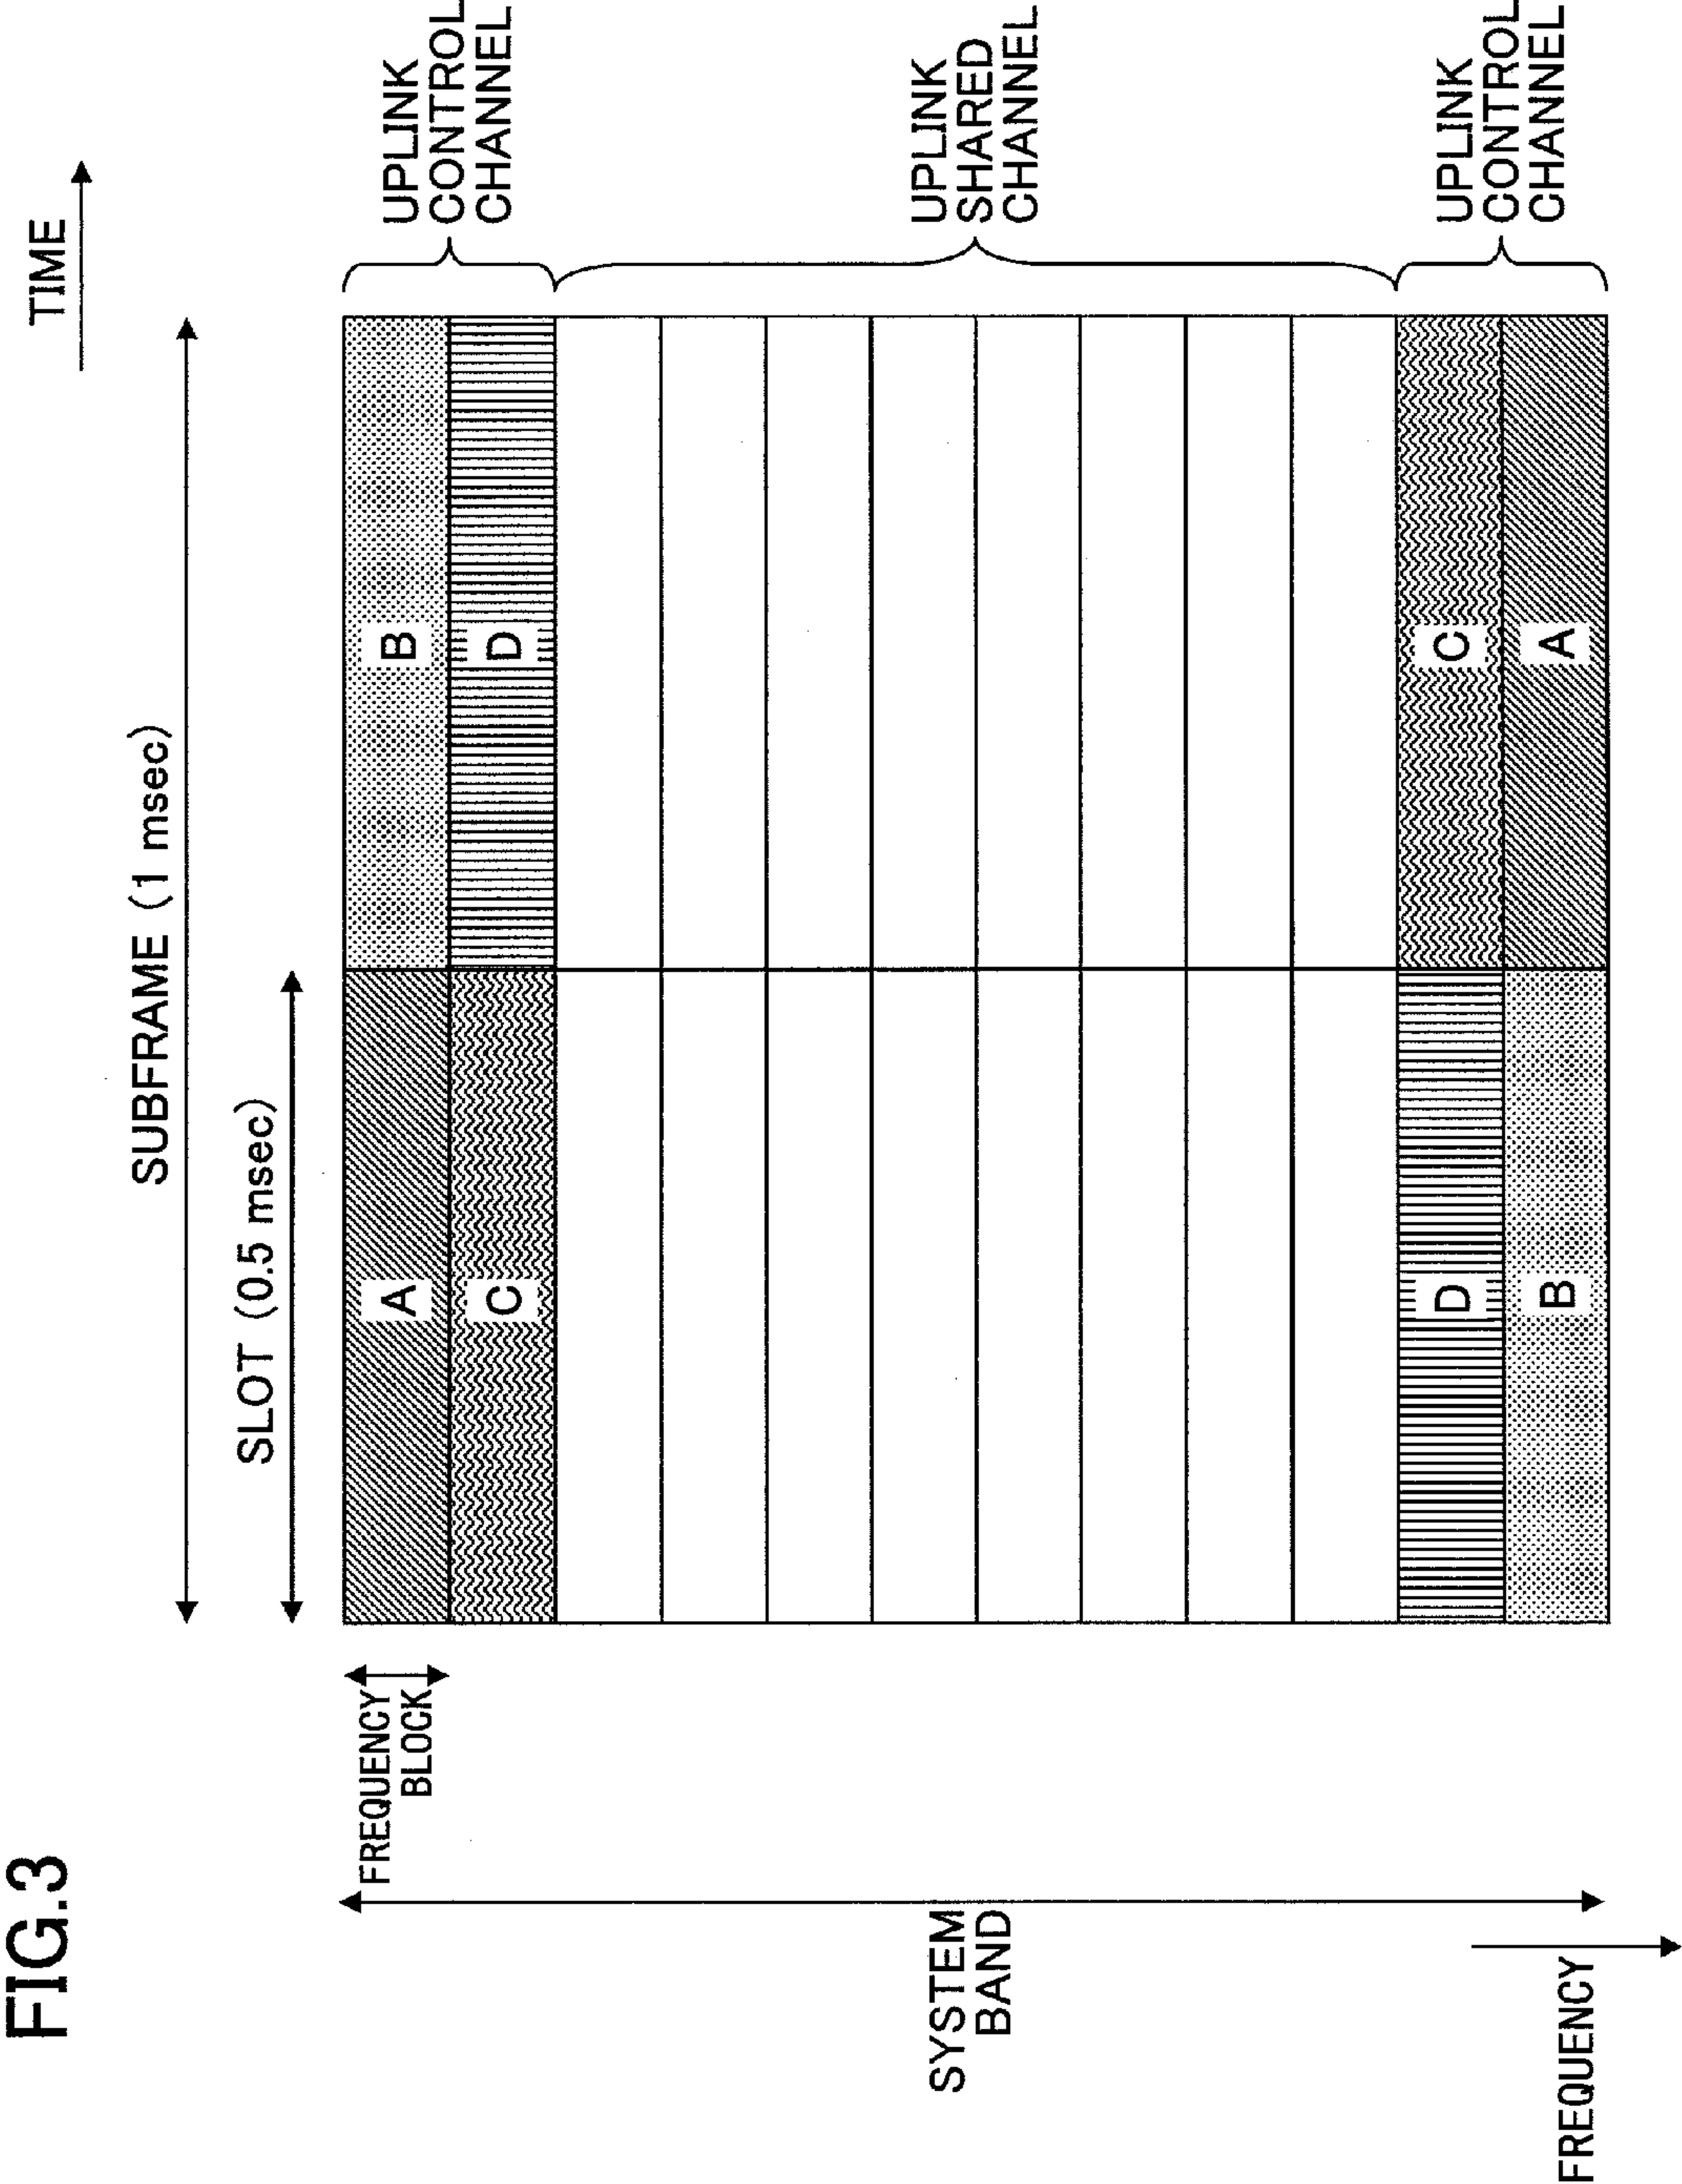 FIG.3
TIME
SUBFRAME (1 msec)
SLOT (0.5 msec)
FREQUENCY
BLOCK
A
B
C
D
UPLINK
CONTROL
CHANNEL
SYSTEM
BAND
UPLINK
SHARED
CHANNEL
D
C
B
A
UPLINK
CONTROL
CHANNEL
FREQUENCY